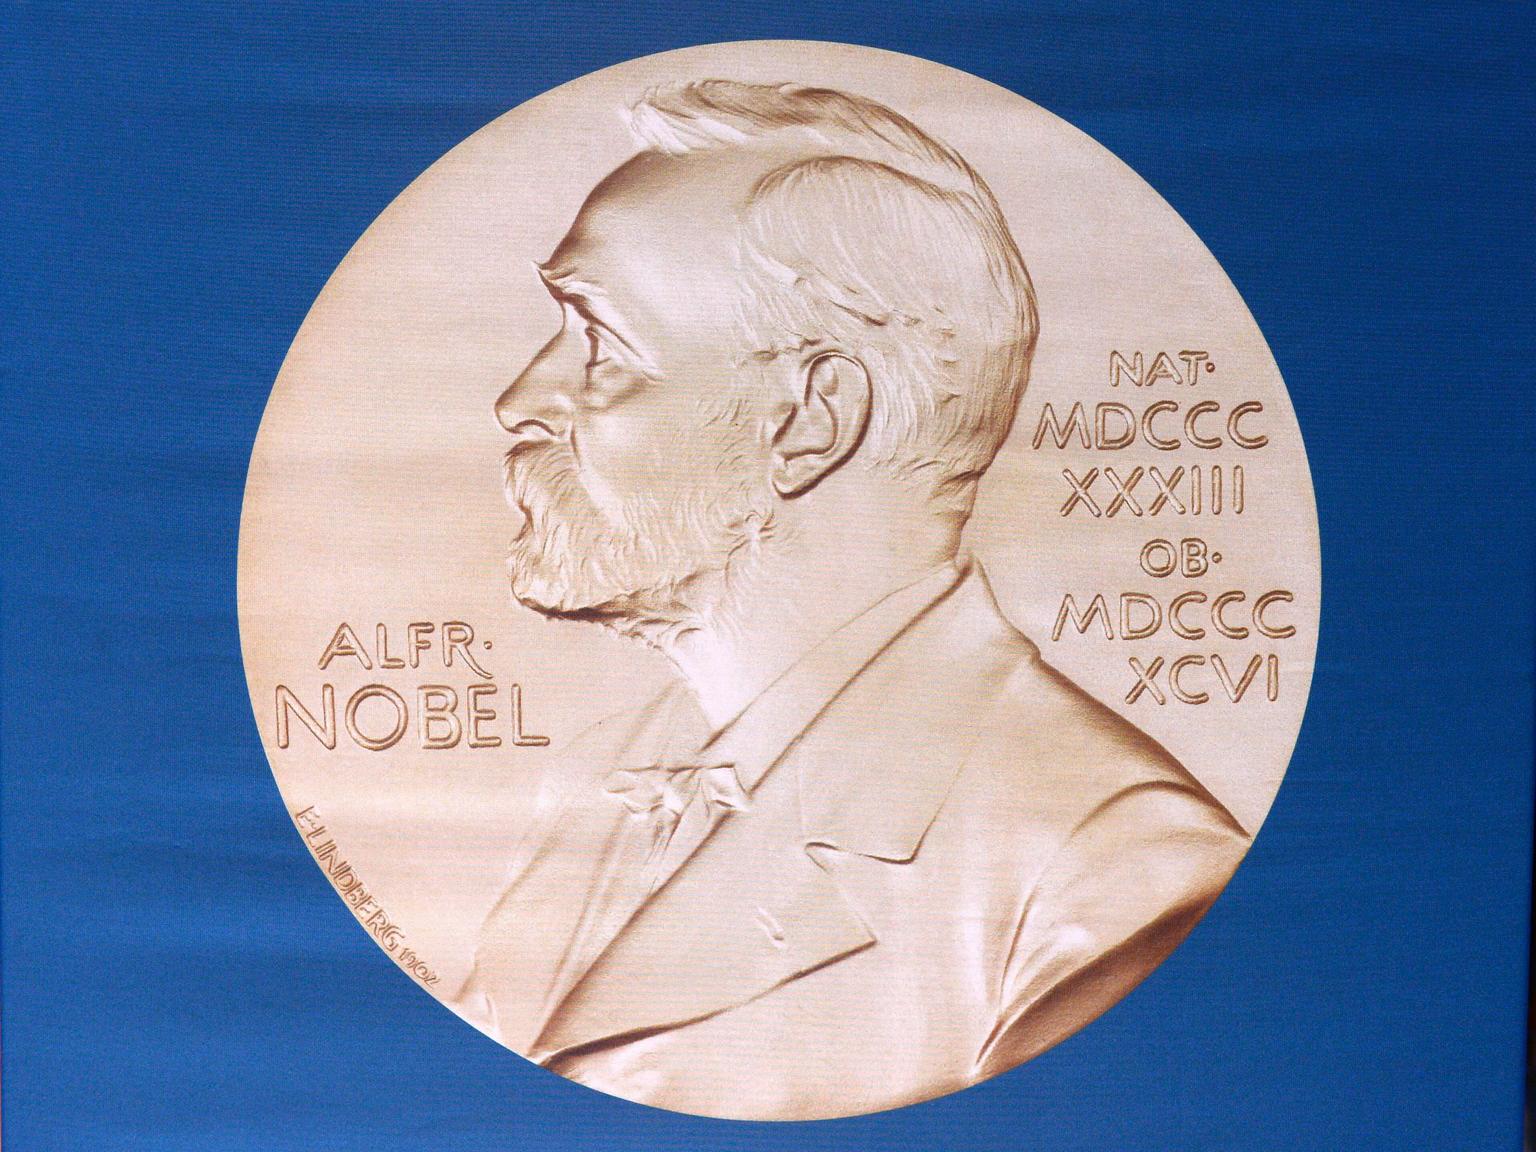 ALFR·
NOBEL
NAT·
MDCCC
XXXIII
OB·
MDCCC
XCVI
E·LINDBERG 1902